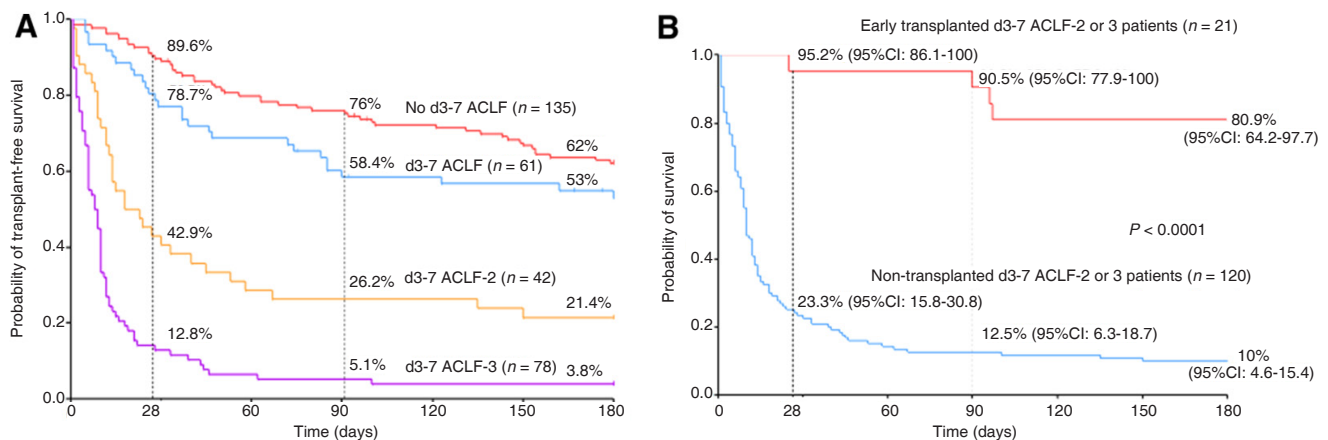 A
Probability of transplant-free survival
1.0
0.8
0.6
0.4
0.2
0.0
89.6%
78.7%
76%
No d3-7 ACLF (n = 135)
62%
58.4%
d3-7 ACLF (n = 61)
53%
42.9%
26.2%
d3-7 ACLF-2 (n = 42)
21.4%
12.8%
5.1%
d3-7 ACLF-3 (n = 78)
3.8%
0 28 60 90 120 150 180
Time (days)
B
Early transplanted d3-7 ACLF-2 or 3 patients (n = 21)
Probability of survival
1.0
0.8
0.6
0.4
0.2
0.0
95.2% (95%CI: 86.1-100)
90.5% (95%CI: 77.9-100)
80.9%
(95%CI: 64.2-97.7)
P < 0.0001
Non-transplanted d3-7 ACLF-2 or 3 patients (n = 120)
23.3% (95%CI: 15.8-30.8)
12.5% (95%CI: 6.3-18.7)
10%
(95%CI: 4.6-15.4)
0 28 60 90 120 150 180
Time (days)